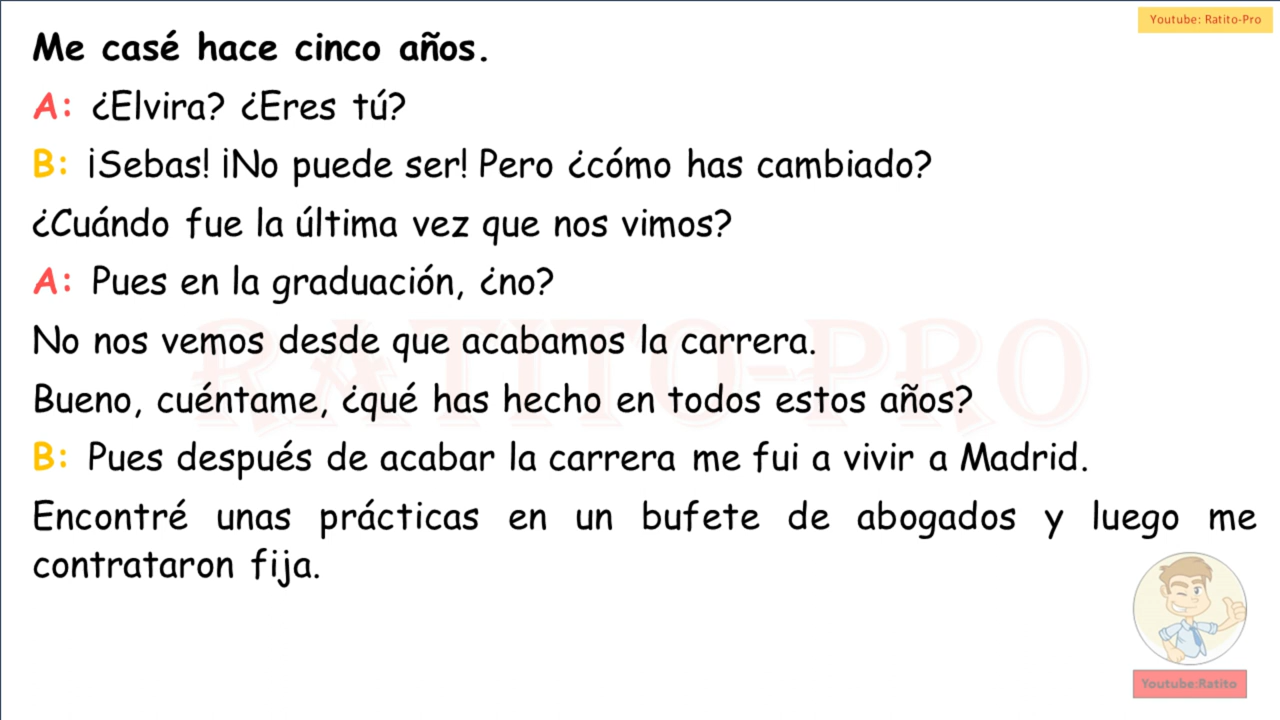 Youtube: Ratito-Pro
Me casé hace cinco años.
A: ¿Elvira? ¿Eres tú?
B: ¡Sebas! ¡No puede ser! Pero ¿cómo has cambiado?
¿Cuándo fue la última vez que nos vimos?
A: Pues en la graduación, ¿no?
No nos vemos desde que acabamos la carrera.
RATITO-PRO
Bueno, cuéntame, ¿qué has hecho en todos estos años?
B: Pues después de acabar la carrera me fui a vivir a Madrid.
Encontré unas prácticas en un bufete de abogados y luego me
contrataron fija.
Youtube:Ratito